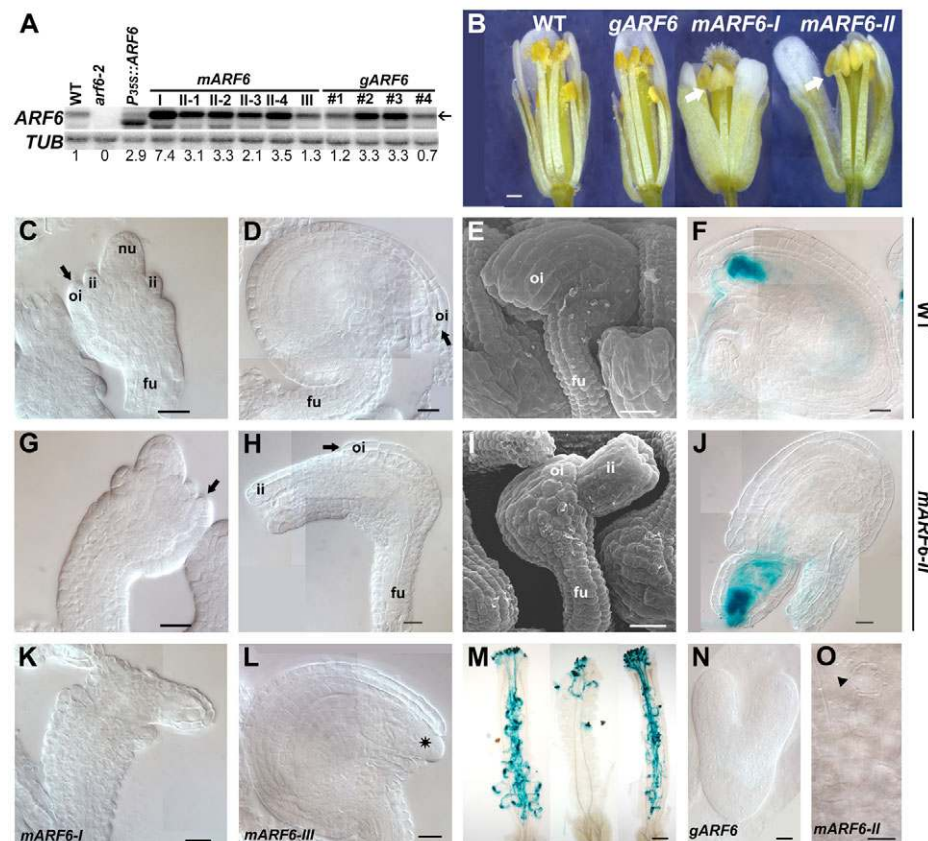 A
WT
arf6-2
P35S::ARF6
mARF6
gARF6
I II-1 II-2 II-3 II-4 III #1 #2 #3 #4
ARF6
TUB
1 0 2.9 7.4 3.1 3.3 2.1 3.5 1.3 1.2 3.3 3.3 0.7
B
WT gARF6 mARF6-I mARF6-II
C
nu
ii ii
oi
fu
D
oi
fu
E
oi
fu
F
WT
G
H
oi
ii
fu
I
oi ii
fu
J
mARF6-II
K
mARF6-I
L
mARF6-III
M
N
gARF6
O
mARF6-II